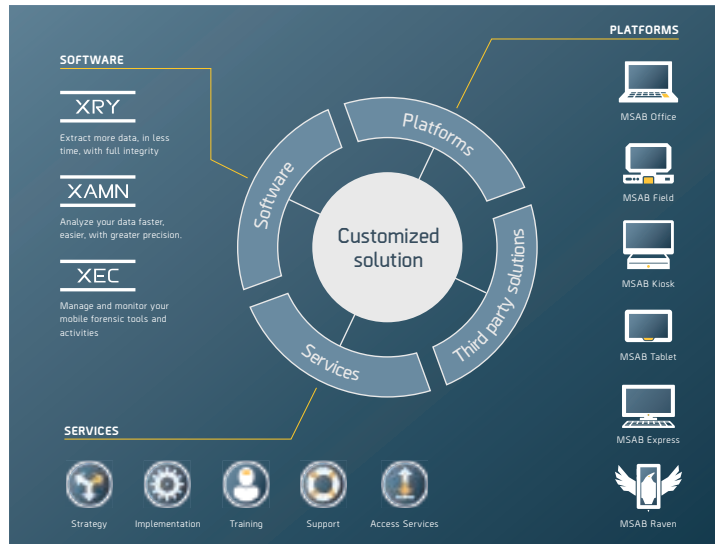 PLATFORMS
SOFTWARE
XRY
Extract more data, in less
time, with full integrity
XAMN
Analyze your data faster,
easier, with greater precision.
XEC
Manage and monitor your
mobile forensic tools and
activities
Platforms
Software
Customized
solution
Third party solutions
Services
MSAB Office
MSAB Field
MSAB Kiosk
MSAB Tablet
MSAB Express
MSAB Raven
SERVICES
Strategy
Implementation
Training
Support
Access Services